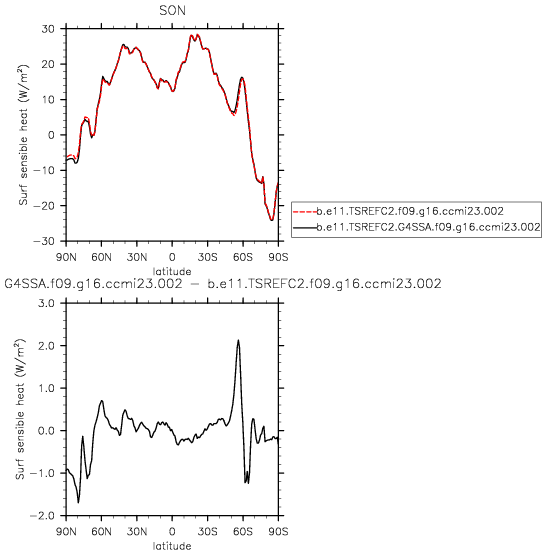 SON
30
20
10
0
−10
−20
−30
Surf sensible heat (W/m²)
90N 60N 30N 0 30S 60S 90S
latitude
b.e11.TSREFC2.f09.g16.ccmi23.002
b.e11.TSREFC2.G4SSA.f09.g16.ccmi23.002
G4SSA.f09.g16.ccmi23.002 − b.e11.TSREFC2.f09.g16.ccmi23.002
3.0
2.0
1.0
0.0
−1.0
−2.0
Surf sensible heat (W/m²)
90N 60N 30N 0 30S 60S 90S
latitude